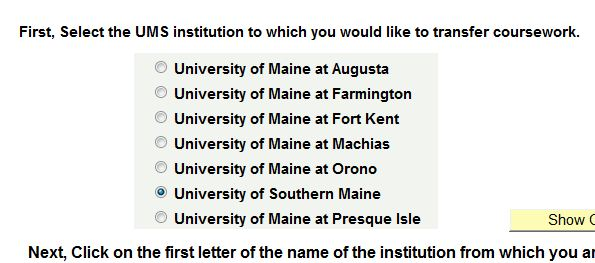 First, Select the UMS institution to which you would like to transfer coursework.
University of Maine at Augusta
University of Maine at Farmington
University of Maine at Fort Kent
University of Maine at Machias
University of Maine at Orono
University of Southern Maine
University of Maine at Presque Isle
Show
Next, Click on the first letter of the name of the institution from which you